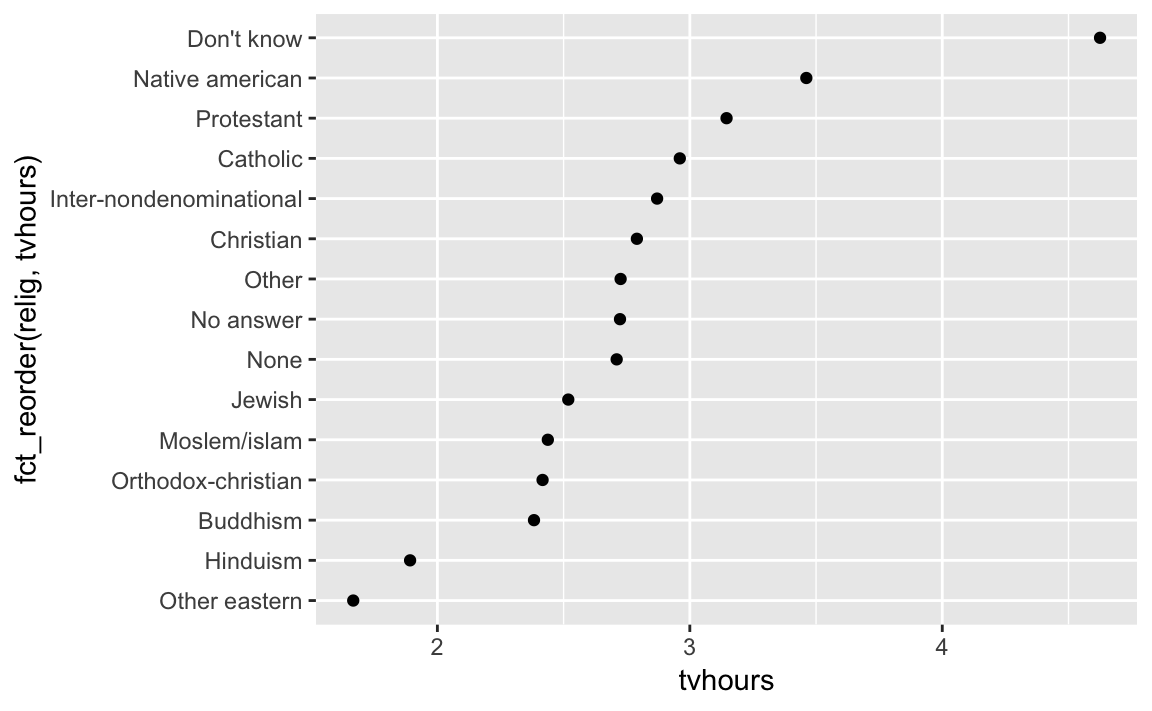 fct_reorder(relig, tvhours)
Don't know
Native american
Protestant
Catholic
Inter-nondenominational
Christian
Other
No answer
None
Jewish
Moslem/islam
Orthodox-christian
Buddhism
Hinduism
Other eastern
2 3 4
tvhours